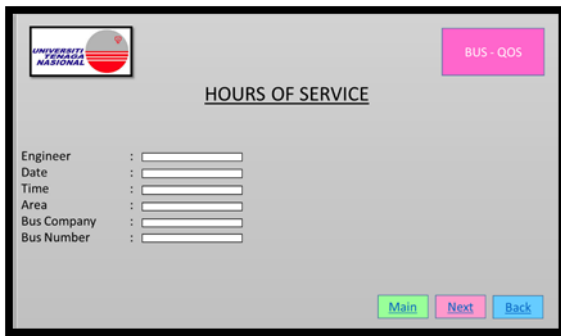 UNIVERSITI
TENAGA
NASIONAL
BUS - QOS
HOURS OF SERVICE
Engineer :
Date :
Time :
Area :
Bus Company :
Bus Number :
Main Next Back